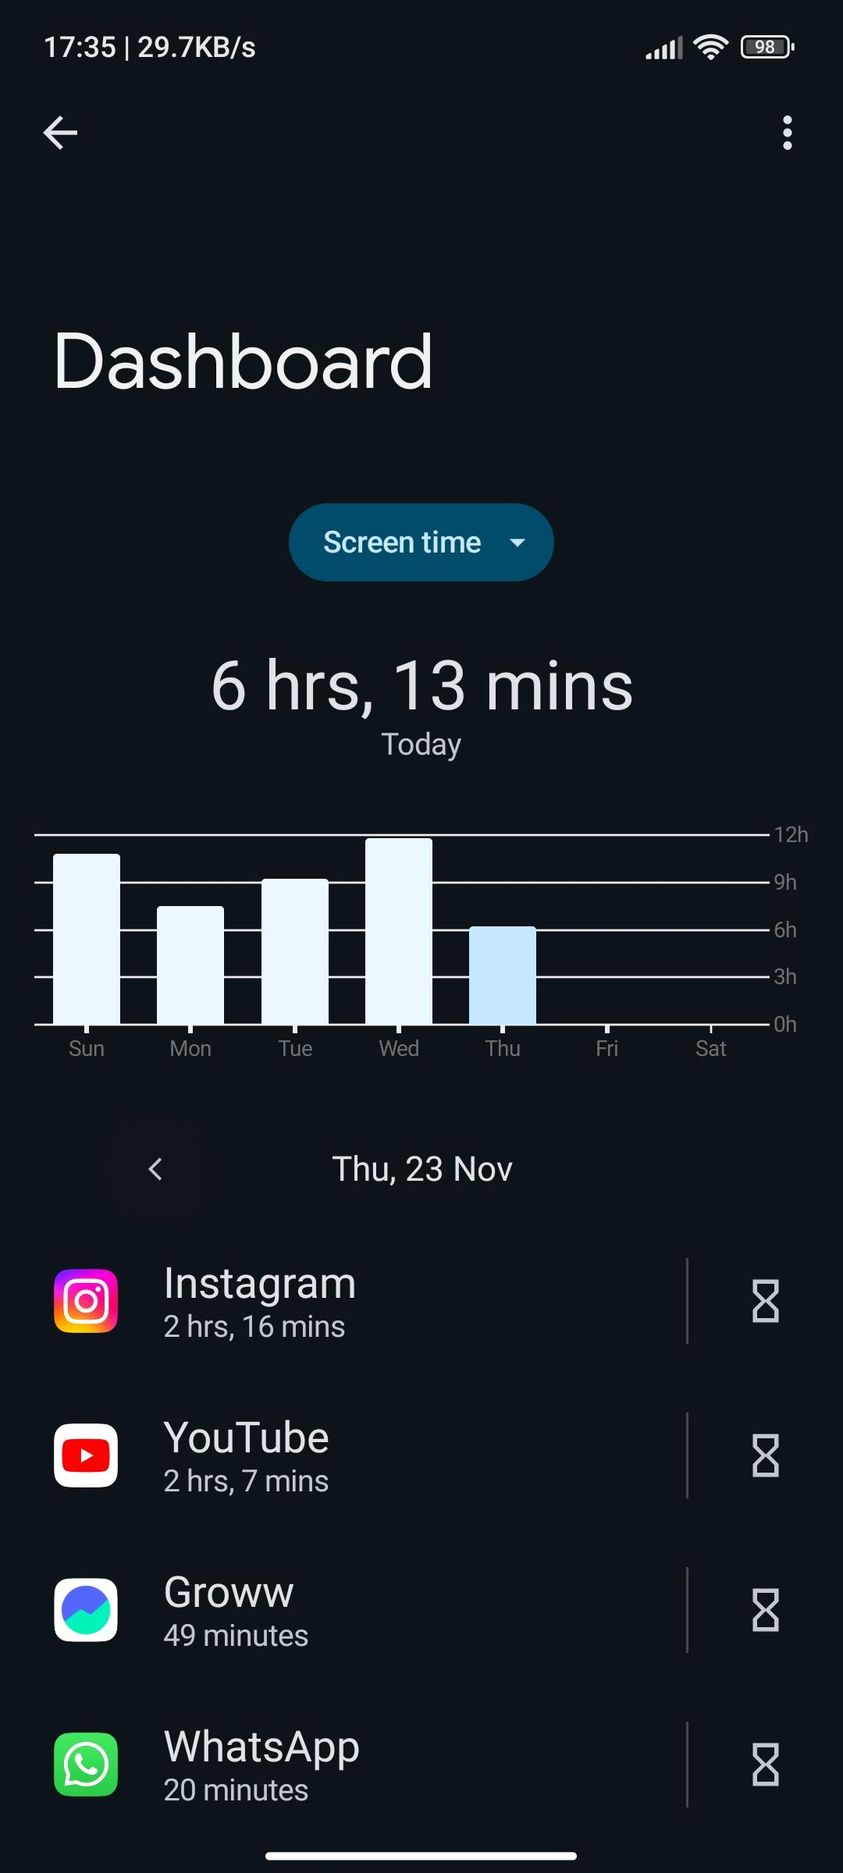 17:35 | 29.7KB/s
98
Dashboard
Screen time
6 hrs, 13 mins
Today
12h
9h
6h
3h
0h
Sun Mon Tue Wed Thu Fri Sat
Thu, 23 Nov
Instagram
2 hrs, 16 mins
YouTube
2 hrs, 7 mins
Groww
49 minutes
WhatsApp
20 minutes